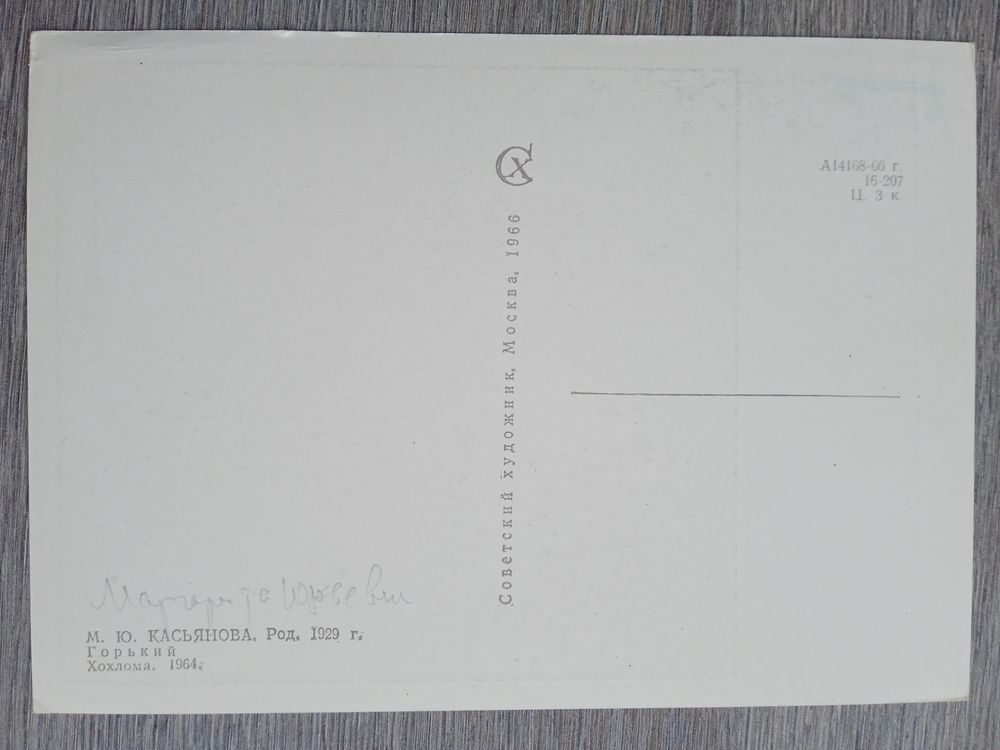 Маргарита Юрьевна
М. Ю. КАСЬЯНОВА. Род. 1929 г.
Горький
Хохлома. 1964.
Советский художник, Москва, 1966
СХ
А14168-66 г.
16-207
Ц. 3 к.